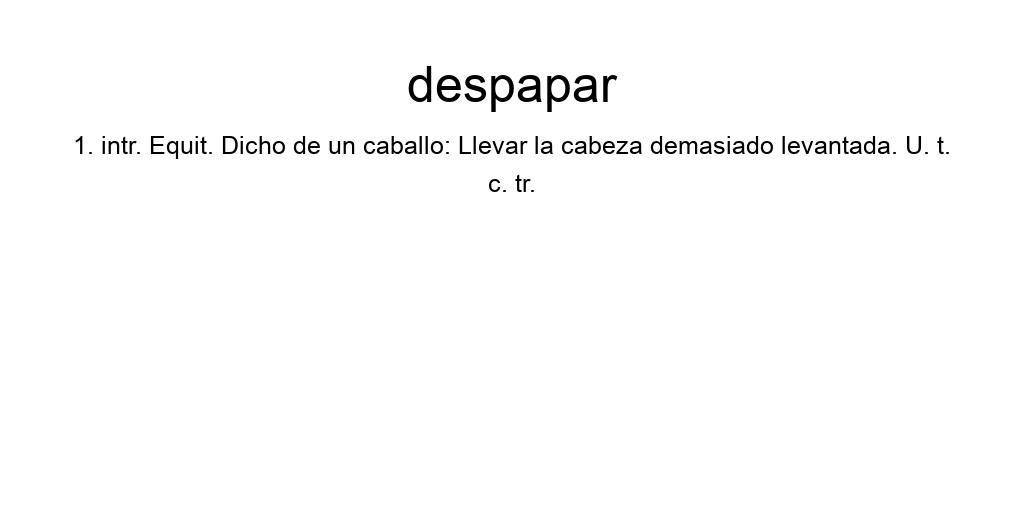 despapar
1. intr. Equit. Dicho de un caballo: Llevar la cabeza demasiado levantada. U. t.
c. tr.